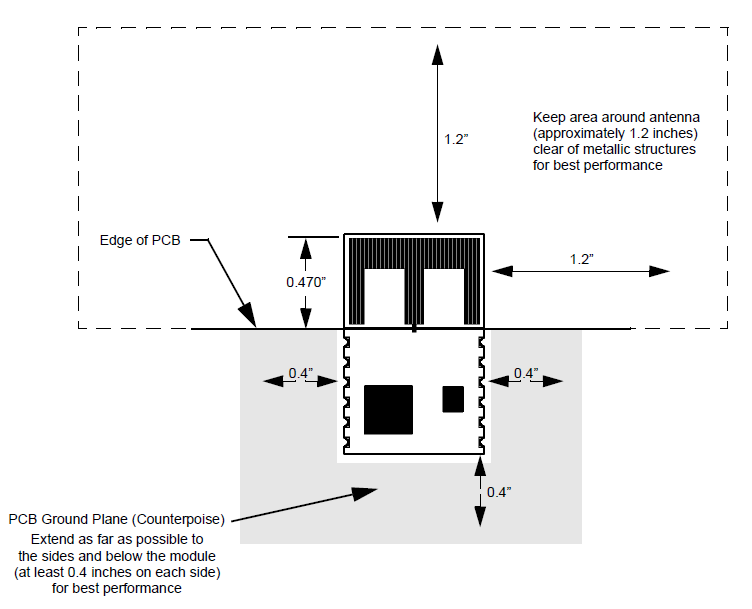 1.2”
Keep area around antenna
(approximately 1.2 inches)
clear of metallic structures
for best performance
Edge of PCB
1.2”
0.470”
0.4”
0.4”
0.4”
PCB Ground Plane (Counterpoise)
Extend as far as possible to
the sides and below the module
(at least 0.4 inches on each side)
for best performance